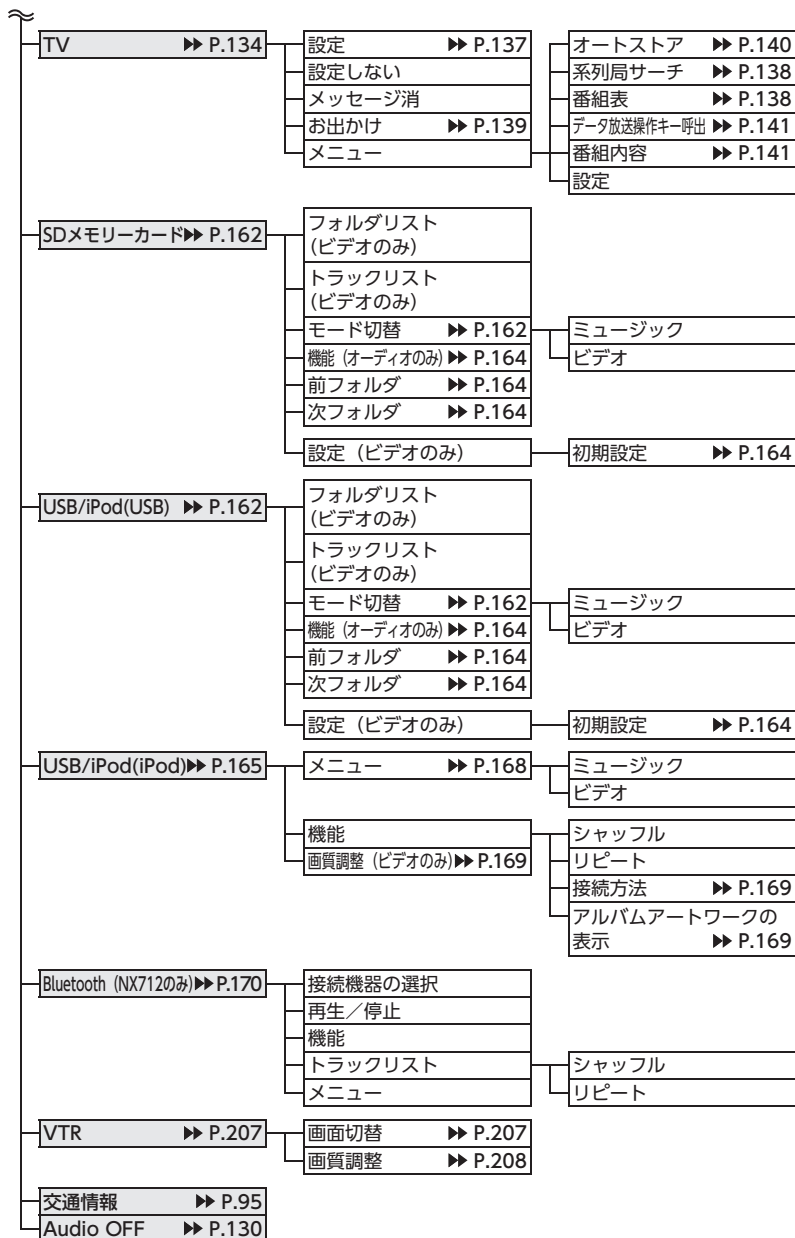 TV ▶▶ P.134
設定 ▶▶ P.137
設定しない
メッセージ消
お出かけ ▶▶ P.139
メニュー
オートストア ▶▶ P.140
系列局サーチ ▶▶ P.138
番組表 ▶▶ P.138
データ放送操作キー呼出 ▶▶ P.141
番組内容 ▶▶ P.141
設定
SDメモリーカード▶▶ P.162
フォルダリスト
(ビデオのみ)
トラックリスト
(ビデオのみ)
モード切替 ▶▶ P.162
機能（オーディオのみ）▶▶ P.164
前フォルダ ▶▶ P.164
次フォルダ ▶▶ P.164
設定（ビデオのみ）
ミュージック
ビデオ
初期設定 ▶▶ P.164
USB/iPod(USB) ▶▶ P.162
フォルダリスト
(ビデオのみ)
トラックリスト
(ビデオのみ)
モード切替 ▶▶ P.162
機能（オーディオのみ）▶▶ P.164
前フォルダ ▶▶ P.164
次フォルダ ▶▶ P.164
設定（ビデオのみ）
ミュージック
ビデオ
初期設定 ▶▶ P.164
USB/iPod(iPod)▶▶ P.165
メニュー ▶▶ P.168
機能
画質調整（ビデオのみ）▶▶ P.169
ミュージック
ビデオ
シャッフル
リピート
接続方法 ▶▶ P.169
アルバムアートワークの
表示 ▶▶ P.169
Bluetooth（NX712のみ）▶▶ P.170
接続機器の選択
再生／停止
機能
トラックリスト
メニュー
シャッフル
リピート
VTR ▶▶ P.207
画面切替 ▶▶ P.207
画質調整 ▶▶ P.208
交通情報 ▶▶ P.95
Audio OFF ▶▶ P.130